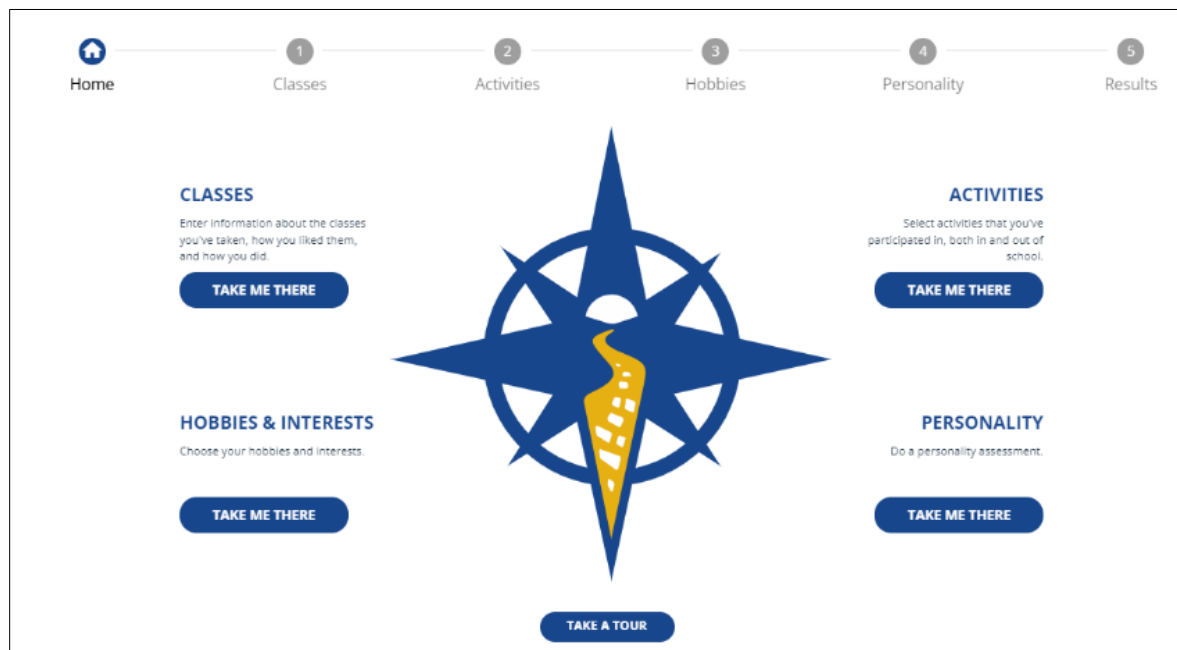 1
2
3
4
5
Home
Classes
Activities
Hobbies
Personality
Results
CLASSES
Enter information about the classes
you've taken, how you liked them,
and how you did.
TAKE ME THERE
ACTIVITIES
Select activities that you've
participated in, both in and out of
school.
TAKE ME THERE
HOBBIES & INTERESTS
Choose your hobbies and interests.
TAKE ME THERE
PERSONALITY
Do a personality assessment.
TAKE ME THERE
TAKE A TOUR